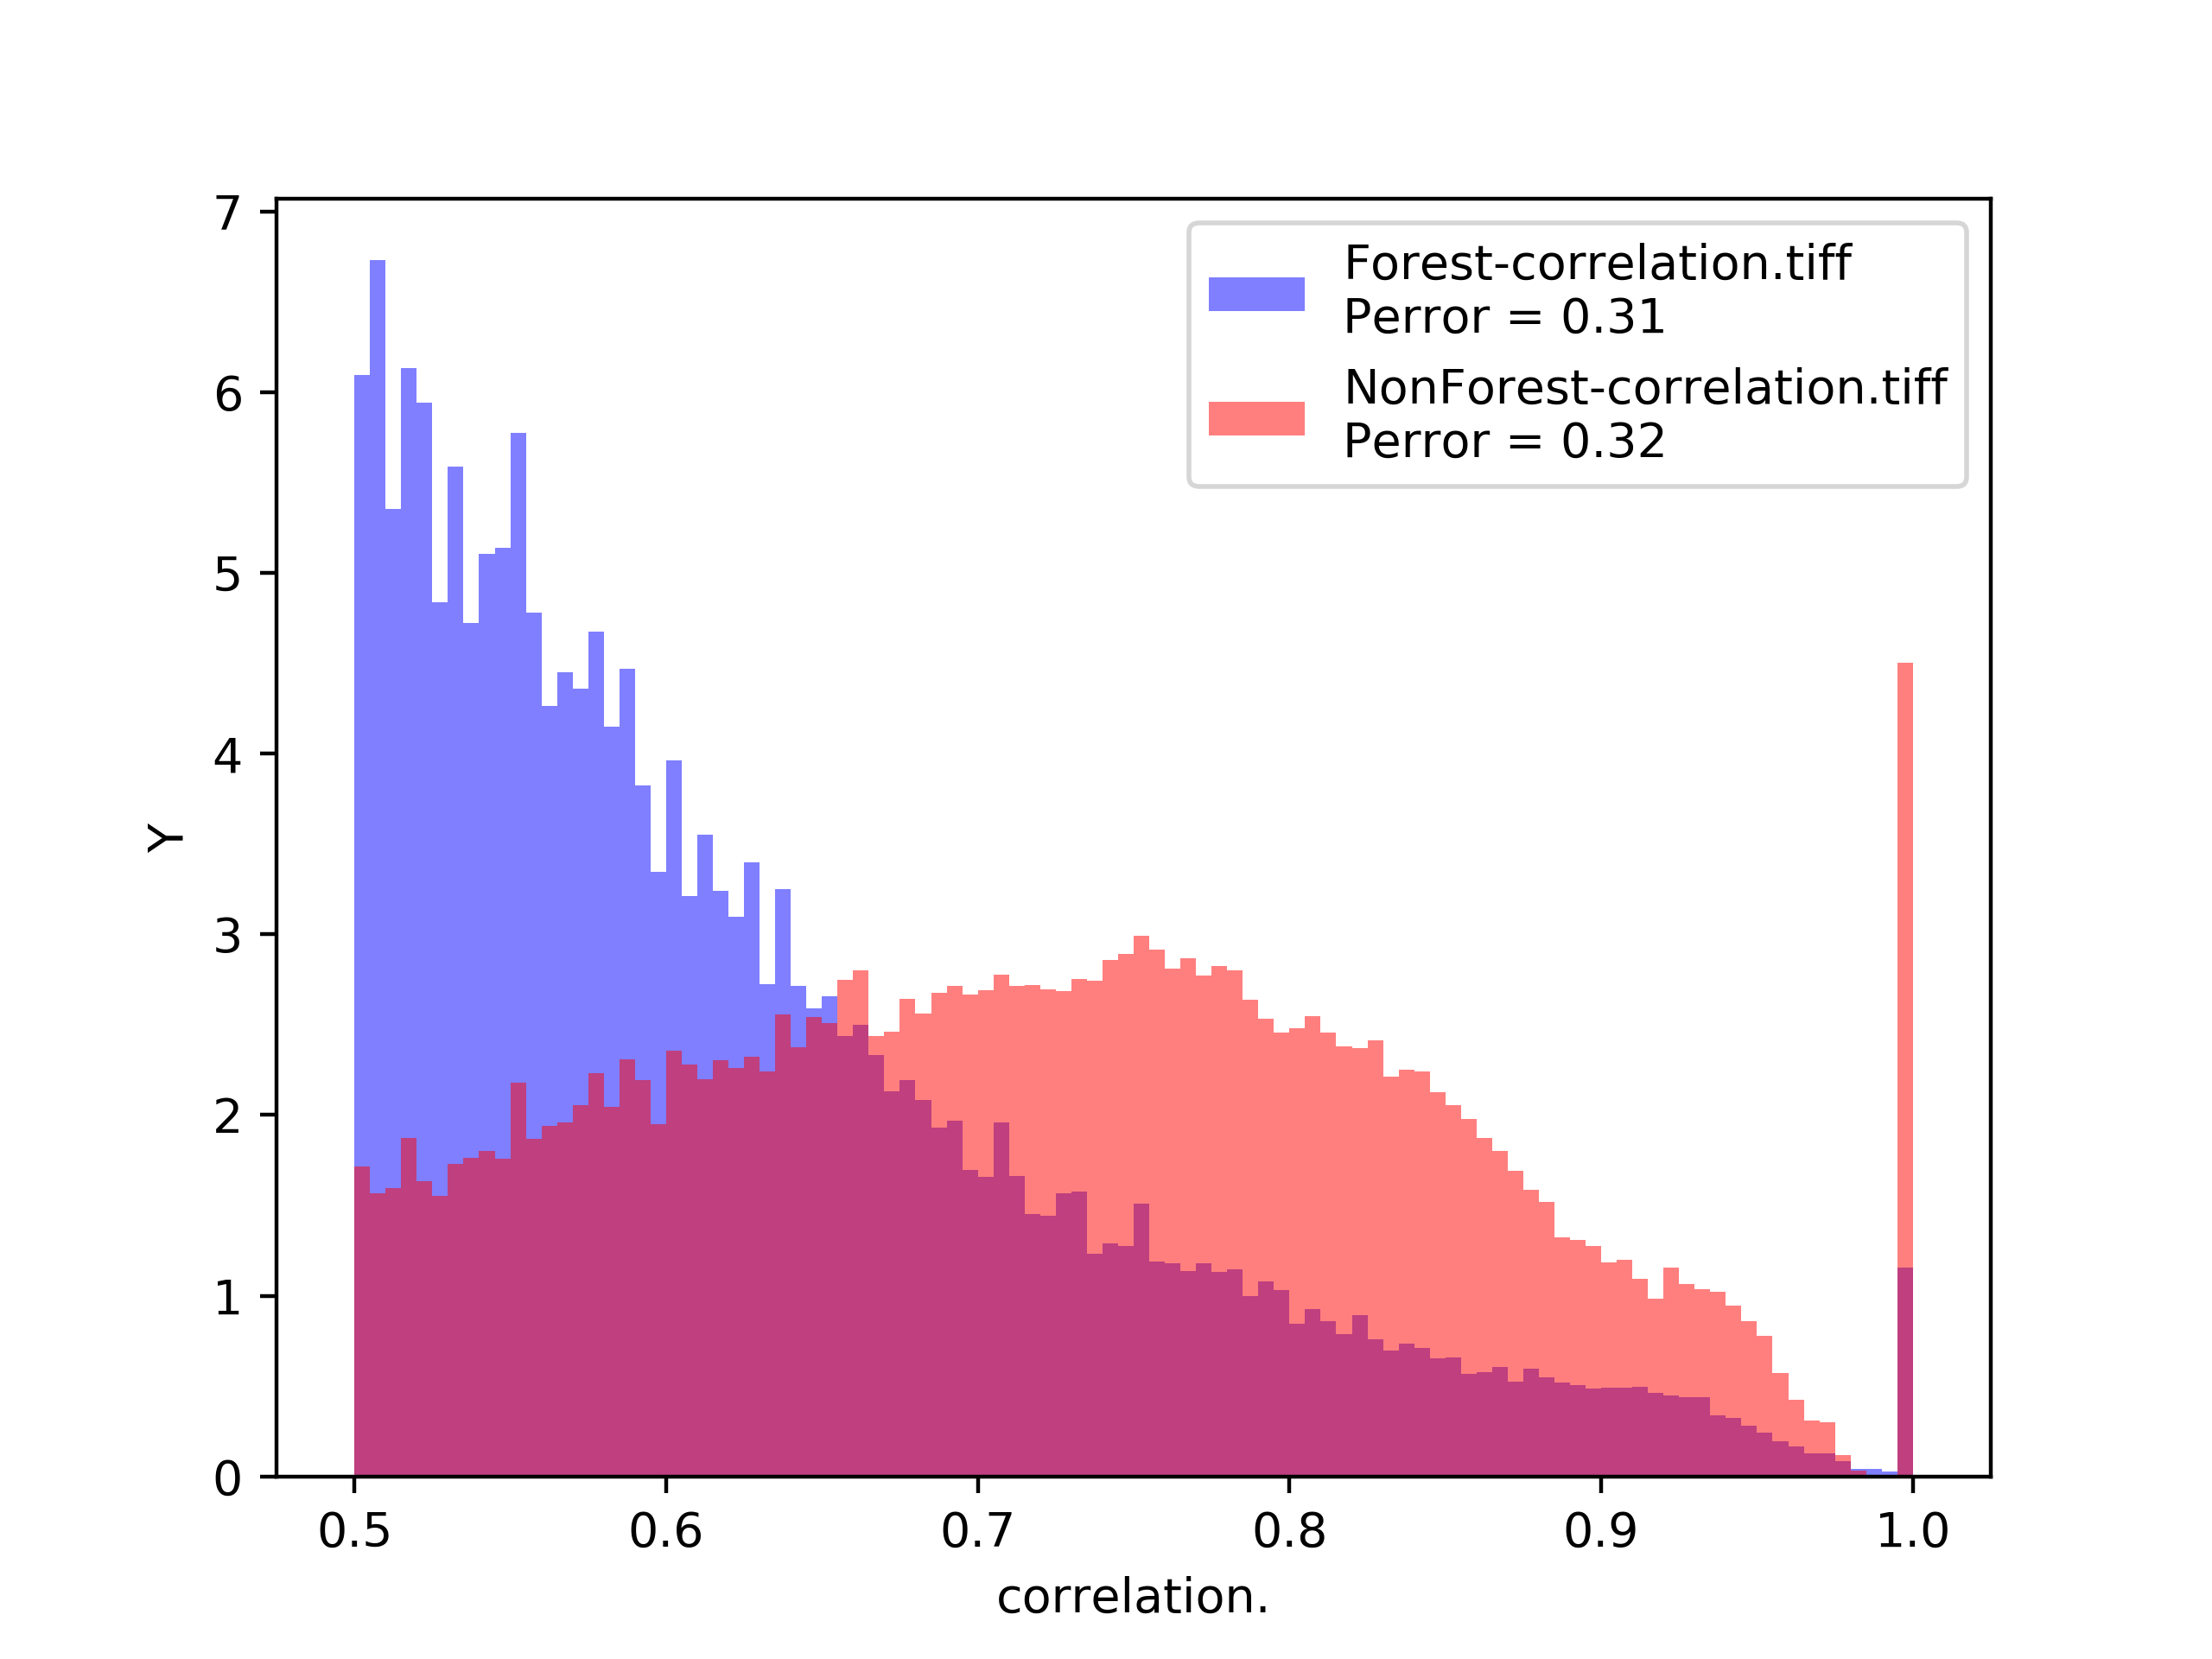 Forest-correlation.tiff
Perror = 0.31
NonForest-correlation.tiff
Perror = 0.32
7
6
5
4
3
2
1
0
Y
0.5 0.6 0.7 0.8 0.9 1.0
correlation.